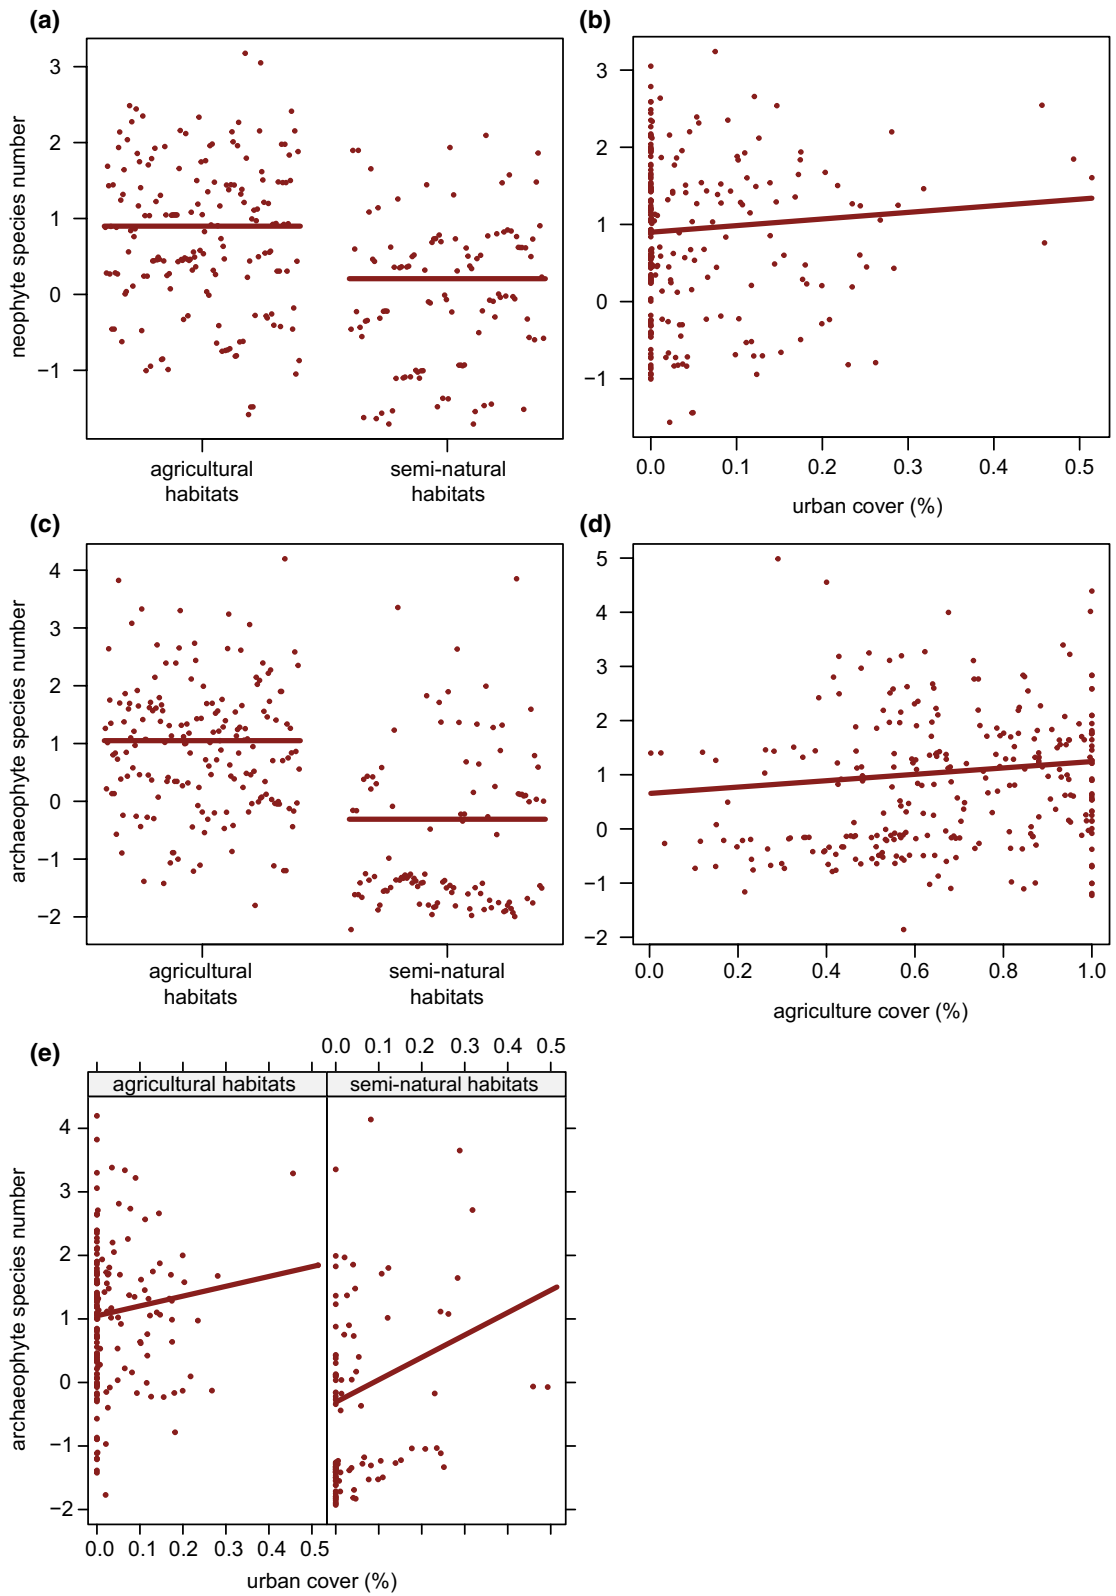 (a)
neophyte species number
3
2
1
0
−1
agricultural
habitats
semi-natural
habitats
(b)
3
2
1
0
−1
0.0 0.1 0.2 0.3 0.4 0.5
urban cover (%)
(c)
archaeophyte species number
4
3
2
1
0
−1
−2
agricultural
habitats
semi-natural
habitats
(d)
5
4
3
2
1
0
−1
−2
0.0 0.2 0.4 0.6 0.8 1.0
agriculture cover (%)
(e)
0.0 0.1 0.2 0.3 0.5
agricultural habitats
semi-natural habitats
archaeophyte species number
4
3
2
1
0
−1
−2
0.0 0.1 0.2 0.3 0.5
urban cover (%)